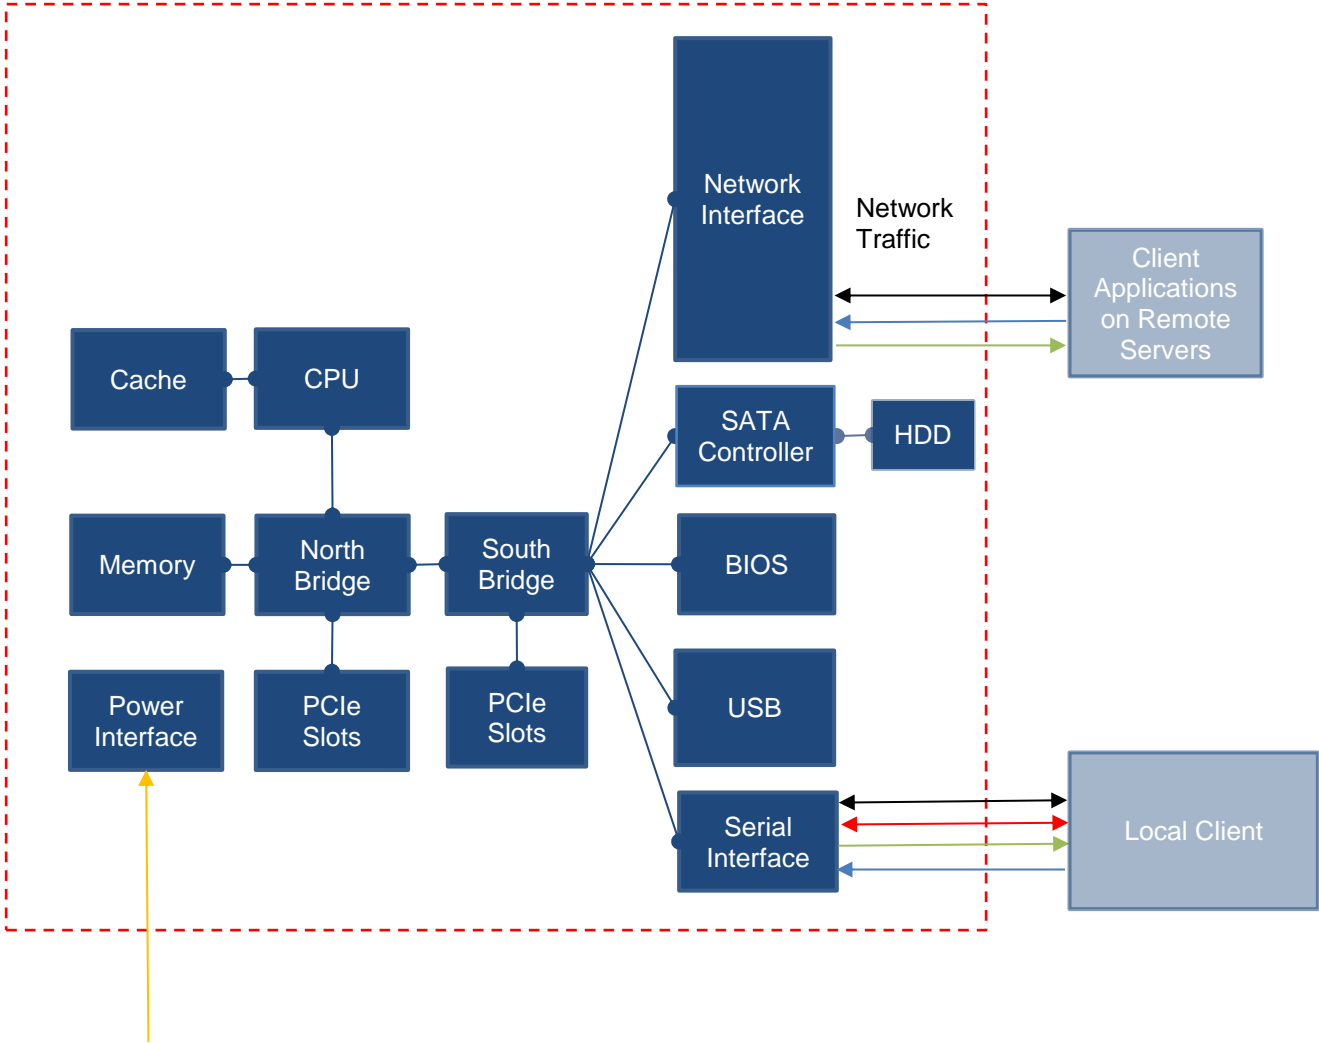 Network
Interface
Network
Traffic
Client
Applications
on Remote
Servers
Cache
CPU
SATA
Controller
HDD
Memory
North
Bridge
South
Bridge
BIOS
Power
Interface
PCIe
Slots
PCIe
Slots
USB
Serial
Interface
Local Client